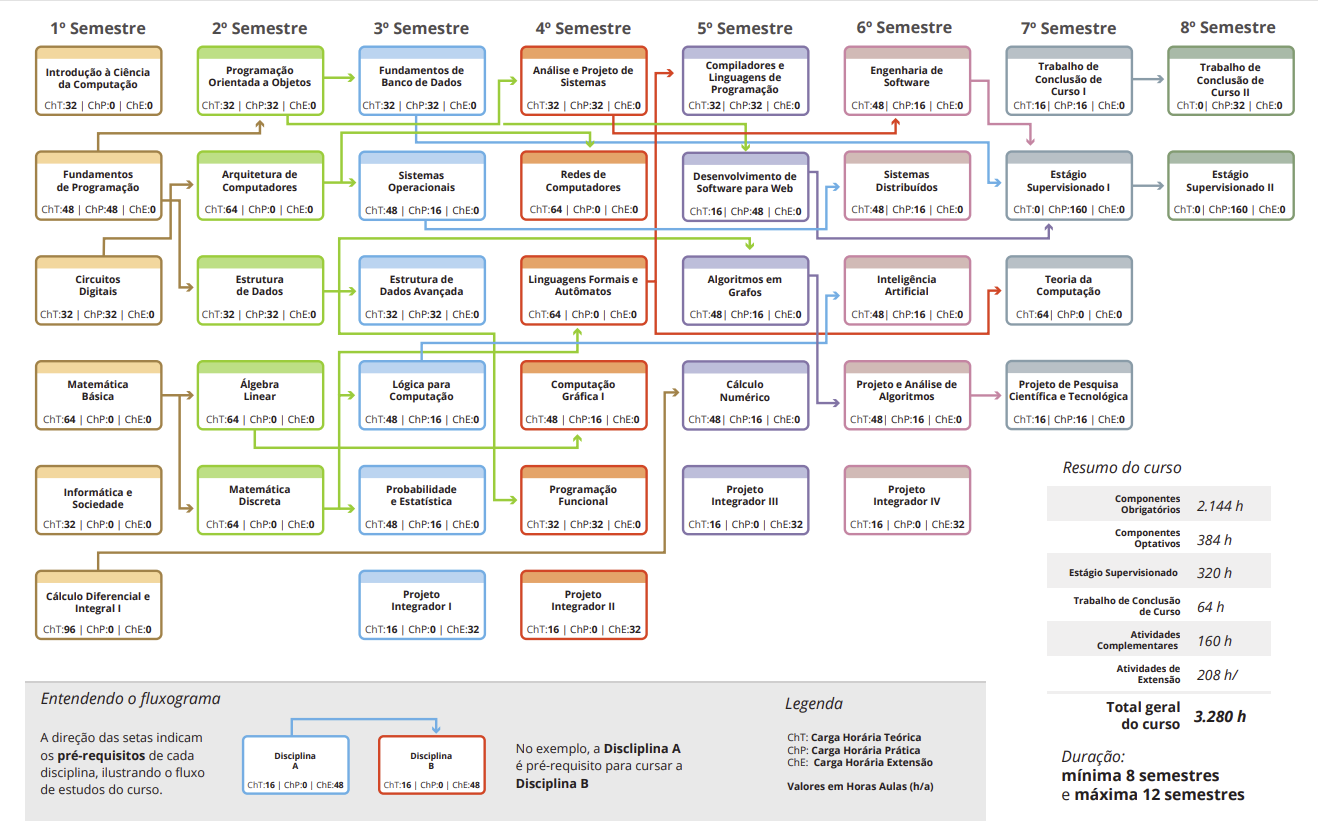 1º Semestre
2º Semestre
3º Semestre
4º Semestre
5º Semestre
6º Semestre
7º Semestre
8º Semestre
Introdução à Ciência
da Computação
ChT:32 | ChP:0 | ChE:0
Programação
Orientada a Objetos
ChT:32 | ChP:32 | ChE:0
Fundamentos de
Banco de Dados
ChT:32 | ChP:32 | ChE:0
Análise e Projeto de
Sistemas
ChT:32 | ChP:32 | ChE:0
Compiladores e
Linguagens de
Programação
ChT:32| ChP:32 | ChE:0
Engenharia de
Software
ChT:48| ChP:16 | ChE:0
Trabalho de
Conclusão de
Curso I
ChT:16| ChP:16 | ChE:0
Trabalho de
Conclusão de
Curso II
ChT:0| ChP:32 | ChE:0
Fundamentos
de Programação
ChT:48 | ChP:48 | ChE:0
Arquitetura de
Computadores
ChT:64 | ChP:0 | ChE:0
Sistemas
Operacionais
ChT:48 | ChP:16 | ChE:0
Redes de
Computadores
ChT:64 | ChP:0 | ChE:0
Desenvolvimento de
Software para Web
ChT:16| ChP:48 | ChE:0
Sistemas
Distribuídos
ChT:48| ChP:16 | ChE:0
Estágio
Supervisionado I
ChT:0| ChP:160 | ChE:0
Estágio
Supervisionado II
ChT:0| ChP:160 | ChE:0
Circuitos
Digitais
ChT:32 | ChP:32 | ChE:0
Estrutura
de Dados
ChT:32 | ChP:32 | ChE:0
Estrutura de
Dados Avançada
ChT:32 | ChP:32 | ChE:0
Linguagens Formais e
Autômatos
ChT:64 | ChP:0 | ChE:0
Algoritmos em
Grafos
ChT:48| ChP:16 | ChE:0
Inteligência
Artificial
ChT:48| ChP:16 | ChE:0
Teoria da
Computação
ChT:64| ChP:0 | ChE:0
Matemática
Básica
ChT:64 | ChP:0 | ChE:0
Álgebra
Linear
ChT:64 | ChP:0 | ChE:0
Lógica para
Computação
ChT:48 | ChP:16 | ChE:0
Computação
Gráfica I
ChT:48 | ChP:16 | ChE:0
Cálculo
Numérico
ChT:48| ChP:16 | ChE:0
Projeto e Análise de
Algoritmos
ChT:48| ChP:16 | ChE:0
Projeto de Pesquisa
Científica e Tecnológica
ChT:16| ChP:16 | ChE:0
Informática e
Sociedade
ChT:32 | ChP:0 | ChE:0
Matemática
Discreta
ChT:64 | ChP:0 | ChE:0
Probabilidade
e Estatística
ChT:48 | ChP:16 | ChE:0
Programação
Funcional
ChT:32 | ChP:32 | ChE:0
Projeto
Integrador III
ChT:16 | ChP:0 | ChE:32
Projeto
Integrador IV
ChT:16 | ChP:0 | ChE:32
Cálculo Diferencial e
Integral I
ChT:96 | ChP:0 | ChE:0
Projeto
Integrador I
ChT:16 | ChP:0 | ChE:32
Projeto
Integrador II
ChT:16 | ChP:0 | ChE:32
Resumo do curso
Componentes
Obrigatórios
2.144 h
Componentes
Optativos
384 h
Estágio Supervisionado
320 h
Trabalho de Conclusão
de Curso
64 h
Atividades
Complementares
160 h
Atividades de
Extensão
208 h/
Total geral
do curso
3.280 h
Duração:
mínima 8 semestres
e máxima 12 semestres
Entendendo o fluxograma
A direção das setas indicam
os pré-requisitos de cada
disciplina, ilustrando o fluxo
de estudos do curso.
Disciplina
A
ChT:16 | ChP:0 | ChE:48
Disciplina
B
ChT:16 | ChP:0 | ChE:48
No exemplo, a Discliplina A
é pré-requisito para cursar a
Disciplina B
Legenda
ChT: Carga Horária Teórica
ChP: Carga Horária Prática
ChE: Carga Horária Extensão
Valores em Horas Aulas (h/a)